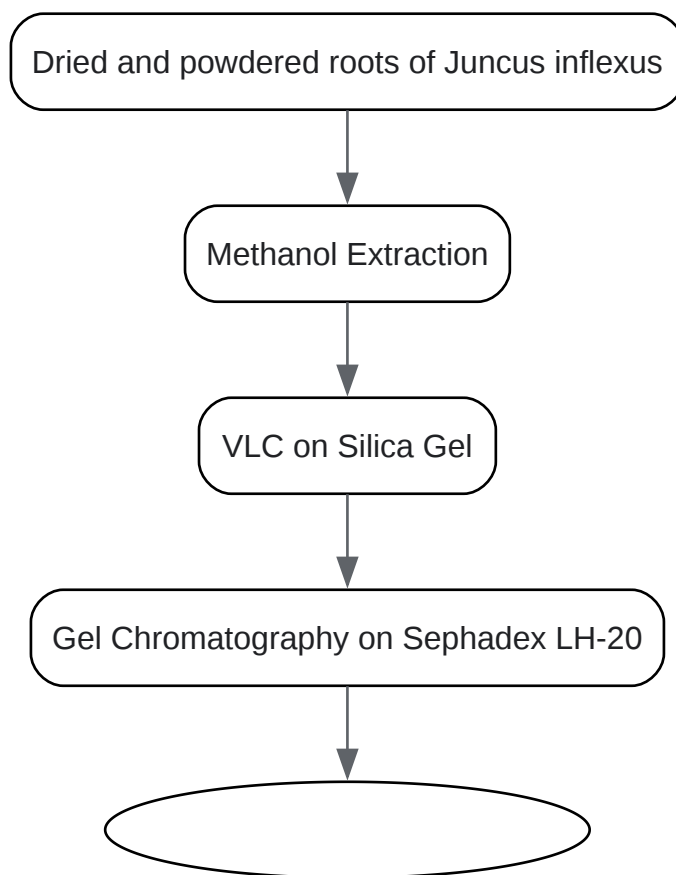 Dried and powdered roots of Juncus inflexus
Methanol Extraction
VLC on Silica Gel
Gel Chromatography on Sephadex LH-20